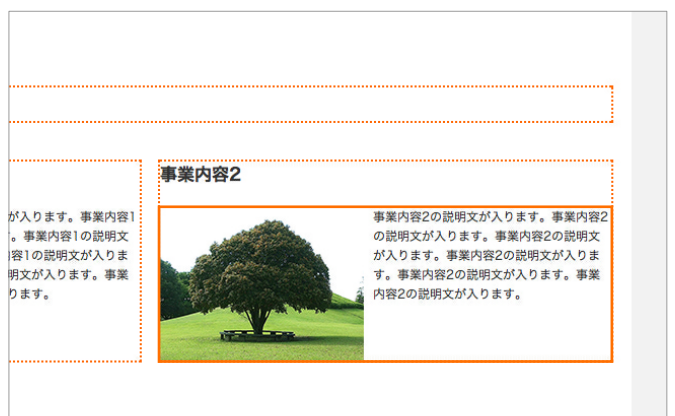 事業内容2
が入ります。事業内容1
。事業内容1の説明文
容1の説明文が入りま
明文が入ります。事業
ります。
事業内容2の説明文が入ります。事業内容2
の説明文が入ります。事業内容2の説明文
が入ります。事業内容2の説明文が入りま
す。事業内容2の説明文が入ります。事業
内容2の説明文が入ります。